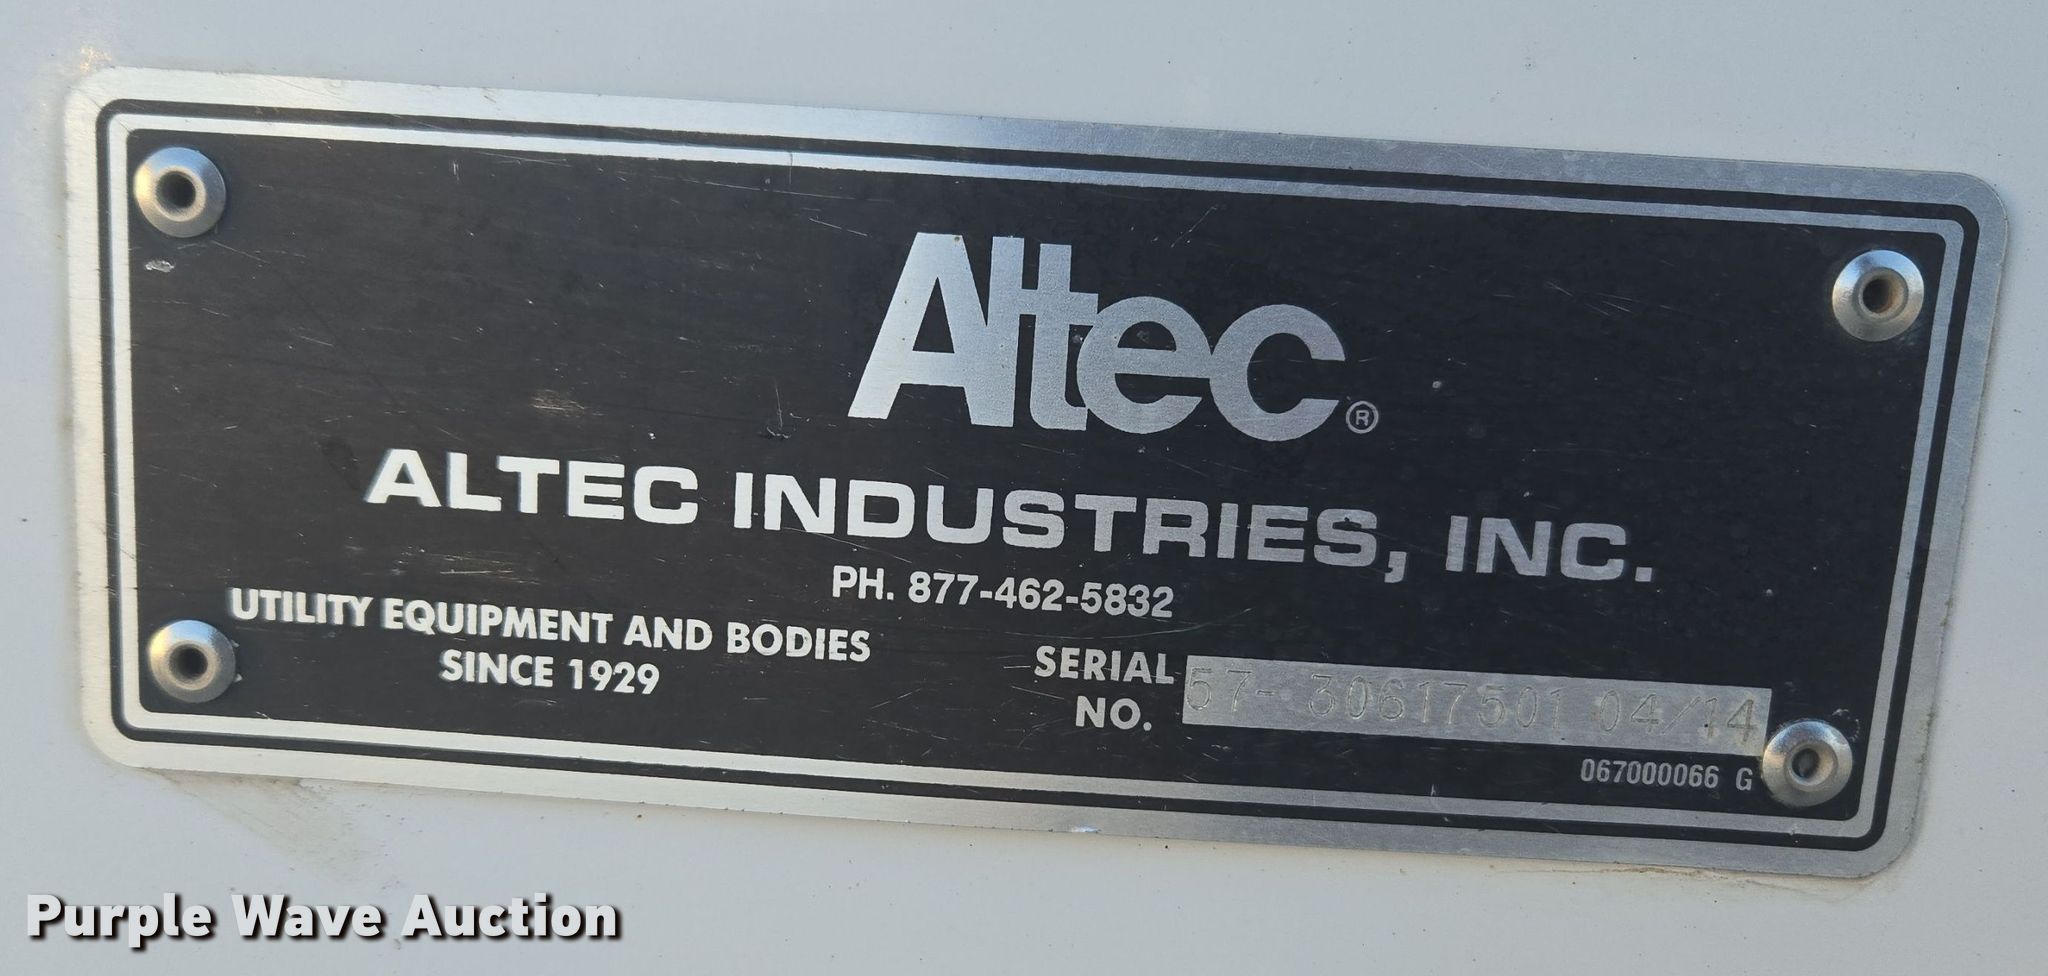 Altec®
ALTEC INDUSTRIES, INC.
PH. 877-462-5832
UTILITY EQUIPMENT AND BODIES
SINCE 1929
SERIAL
NO.
57- 30617501 04/14
067000066 G
Purple Wave Auction